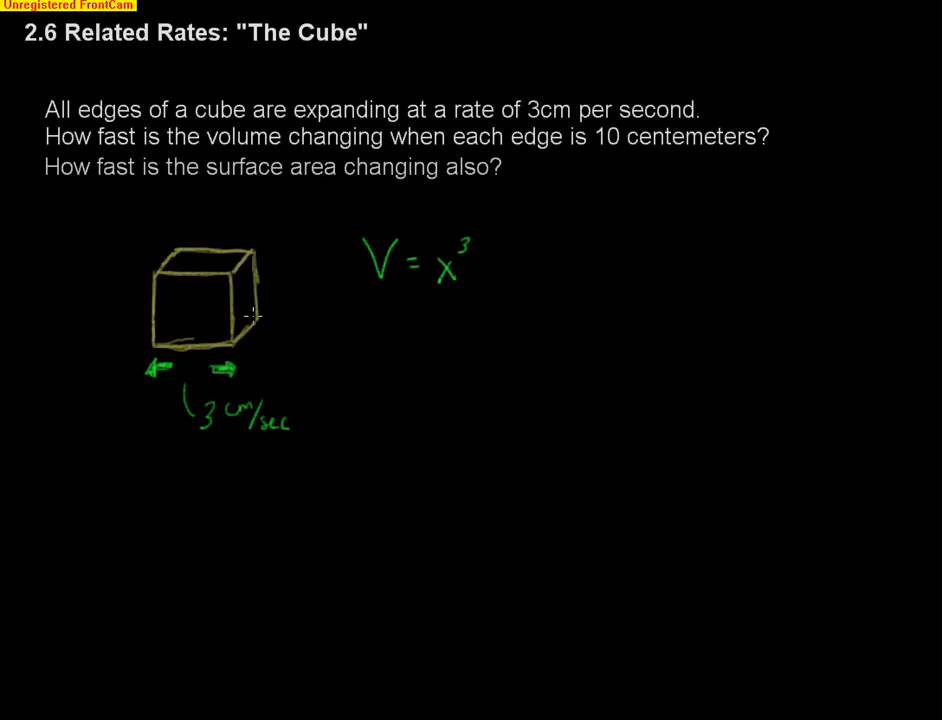 Unregistered FrontCam
2.6 Related Rates: "The Cube"
All edges of a cube are expanding at a rate of 3cm per second.
How fast is the volume changing when each edge is 10 centemeters?
How fast is the surface area changing also?
V = x³
3 cm/sec